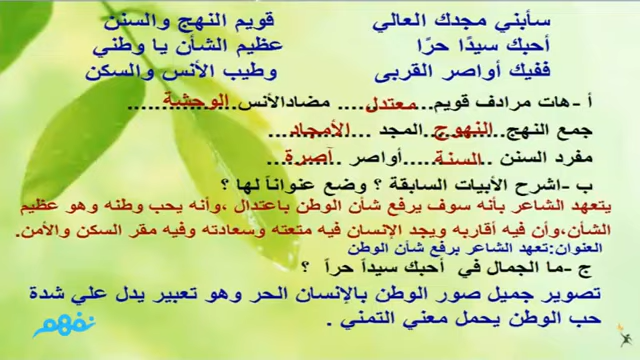 سأبني مجدك العالي قويم النهج والسنن
أحبك سيدًا حرًا عظيم الشأن يا وطني
ففيك أواصر القربى وطيب الأنس والسكن
أ -هات مرادف قويم...معتدل..... مضادالأنس...الوحشية.............
جمع النهج...النهوج...المجد ...الأمجاد...........
مفرد السنن ..السنة.....أواصر ...آصرة.......
ب -اشرح الأبيات السابقة ؟ وضع عنواناً لها ؟
يتعهد الشاعر بأنه سوف يرفع شأن الوطن باعتدال ،وأنه يحب وطنه وهو عظيم
الشأن،وأن فيه أقاربه ويجد الإنسان فيه متعته وسعادته وفيه مقر السكن والأمن.
العنوان:تعهد الشاعر برفع شأن الوطن
ج -ما الجمال في أحبك سيداً حراً ؟
تصوير جميل صور الوطن بالإنسان الحر وهو تعبير يدل علي شدة
حب الوطن يحمل معني التمني .
نفهم